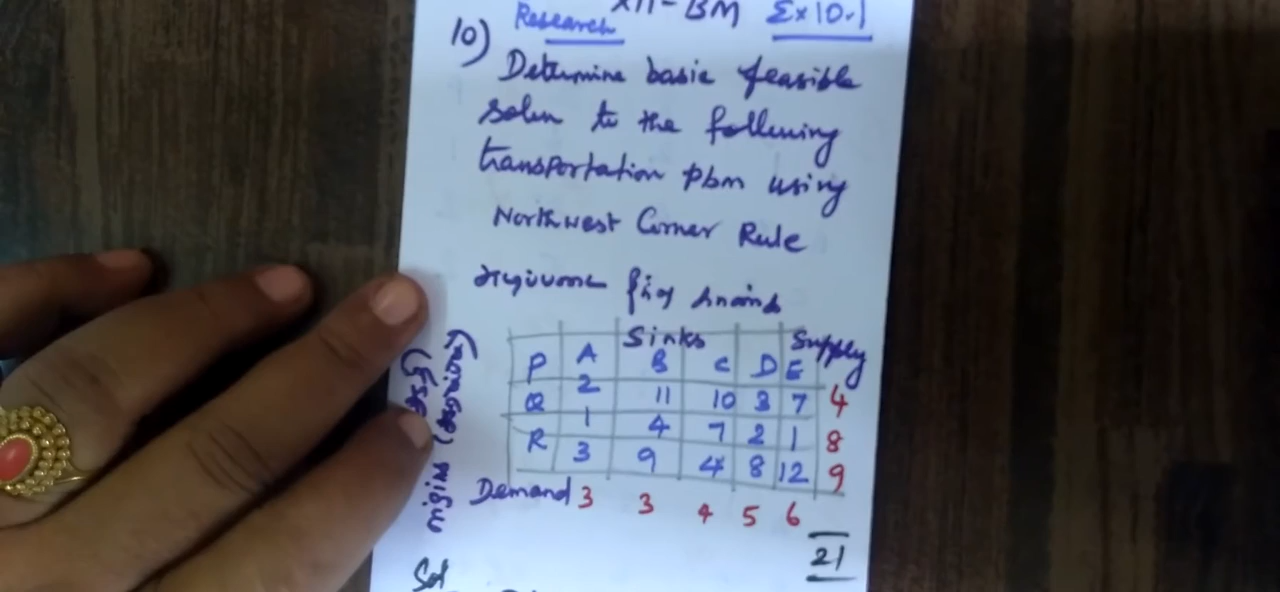 Research XII-BM Ex 10.1
10) Determine basic feasible
soln to the following
transportation pbm using
Northwest Corner Rule
Sinks Supply
P A B C D E
Q 2 11 10 3 7 4
R 1 4 7 2 1 8
3 9 4 8 12 9
Demand 3 3 4 5 6
21
Sol